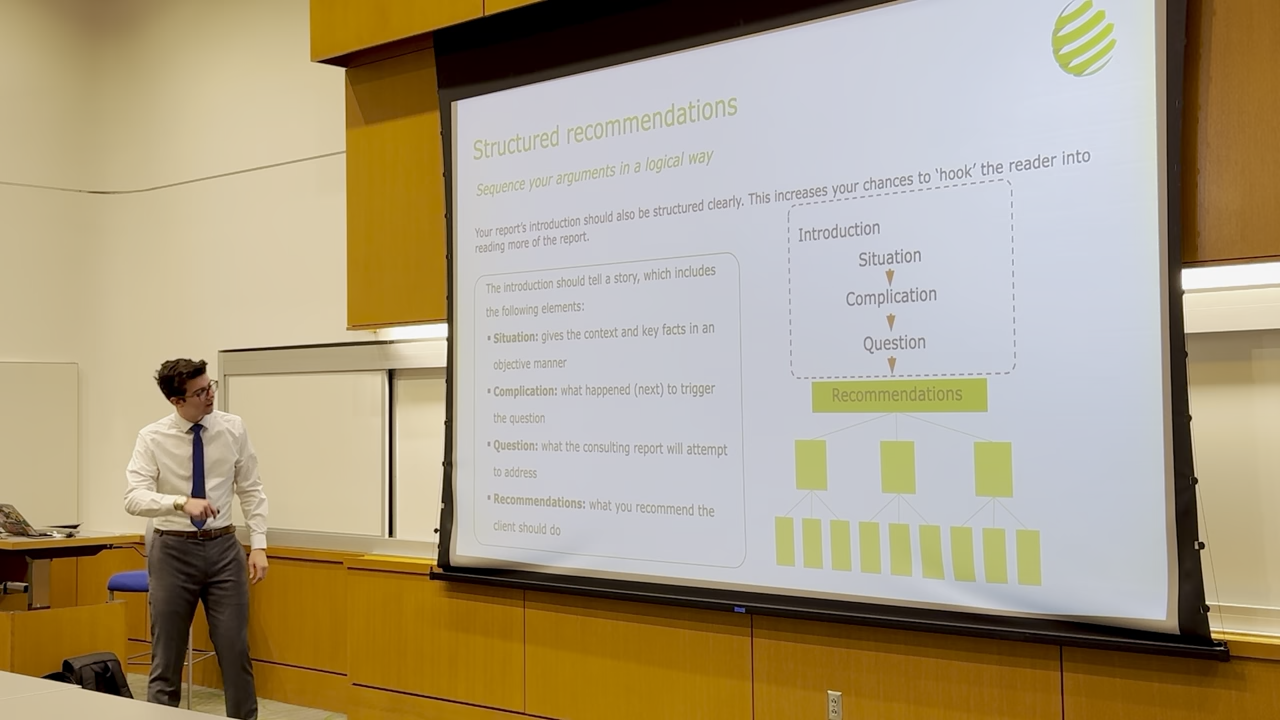 Structured recommendations
Sequence your arguments in a logical way
Your report's introduction should also be structured clearly. This increases your chances to 'hook' the reader into
reading more of the report.
The introduction should tell a story, which includes
the following elements:
▪ Situation: gives the context and key facts in an
objective manner
▪ Complication: what happened (next) to trigger
the question
▪ Question: what the consulting report will attempt
to address
▪ Recommendations: what you recommend the
client should do
Introduction
Situation
Complication
Question
Recommendations